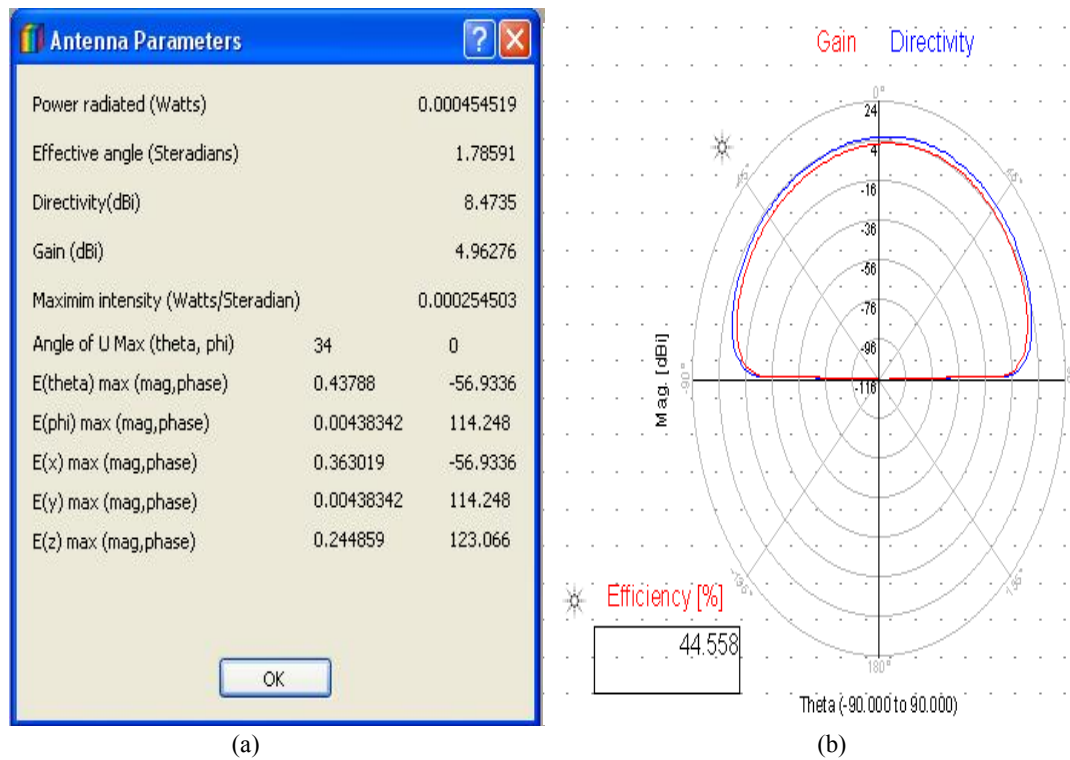 Antenna Parameters
Power radiated (Watts) 0.000454519
Effective angle (Steradians) 1.78591
Directivity(dBi) 8.4735
Gain (dBi) 4.96276
Maximim intensity (Watts/Steradian) 0.000254503
Angle of U Max (theta, phi) 34 0
E(theta) max (mag,phase) 0.43788 -56.9336
E(phi) max (mag,phase) 0.00438342 114.248
E(x) max (mag,phase) 0.363019 -56.9336
E(y) max (mag,phase) 0.00438342 114.248
E(z) max (mag,phase) 0.244859 123.066
OK
(a)
Gain Directivity
0°
24
4
-16
-36
-56
-76
-96
-116
-90°
Mag. [dBi]
-135°
135°
180°
Efficiency [%]
44.558
Theta (-90.000 to 90.000)
(b)